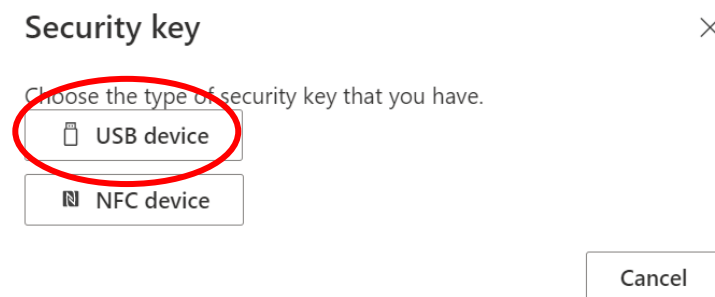 Security key
Choose the type of security key that you have.
USB device
NFC device
Cancel